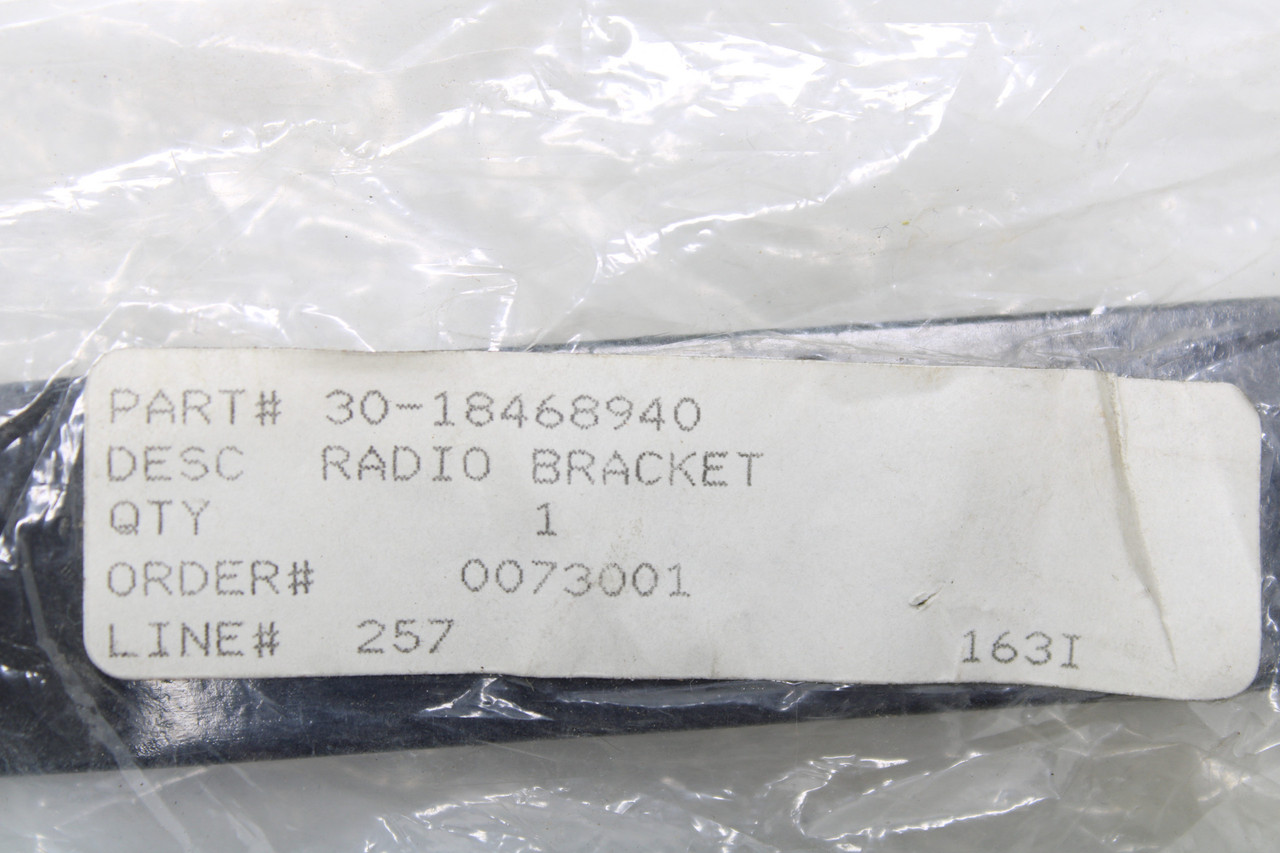 PART# 30-18468940
DESC RADIO BRACKET
QTY 1
ORDER# 0073001
LINE# 257 163I